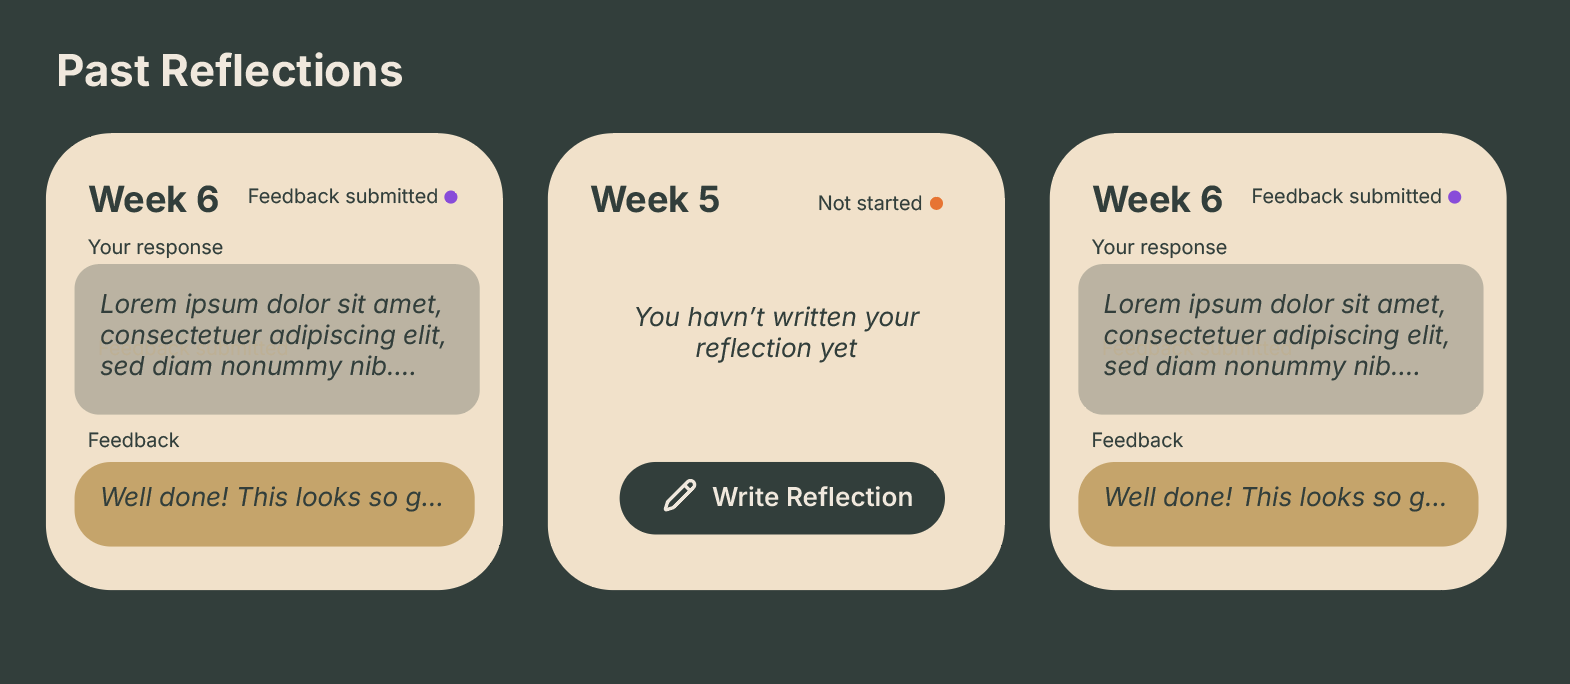 Past Reflections
Week 6
Feedback submitted
Your response
Lorem ipsum dolor sit amet,
consectetuer adipiscing elit,
sed diam nonummy nib....
Feedback
Well done! This looks so g...
Week 5
Not started
You havn’t written your
reflection yet
Write Reflection
Week 6
Feedback submitted
Your response
Lorem ipsum dolor sit amet,
consectetuer adipiscing elit,
sed diam nonummy nib....
Feedback
Well done! This looks so g...